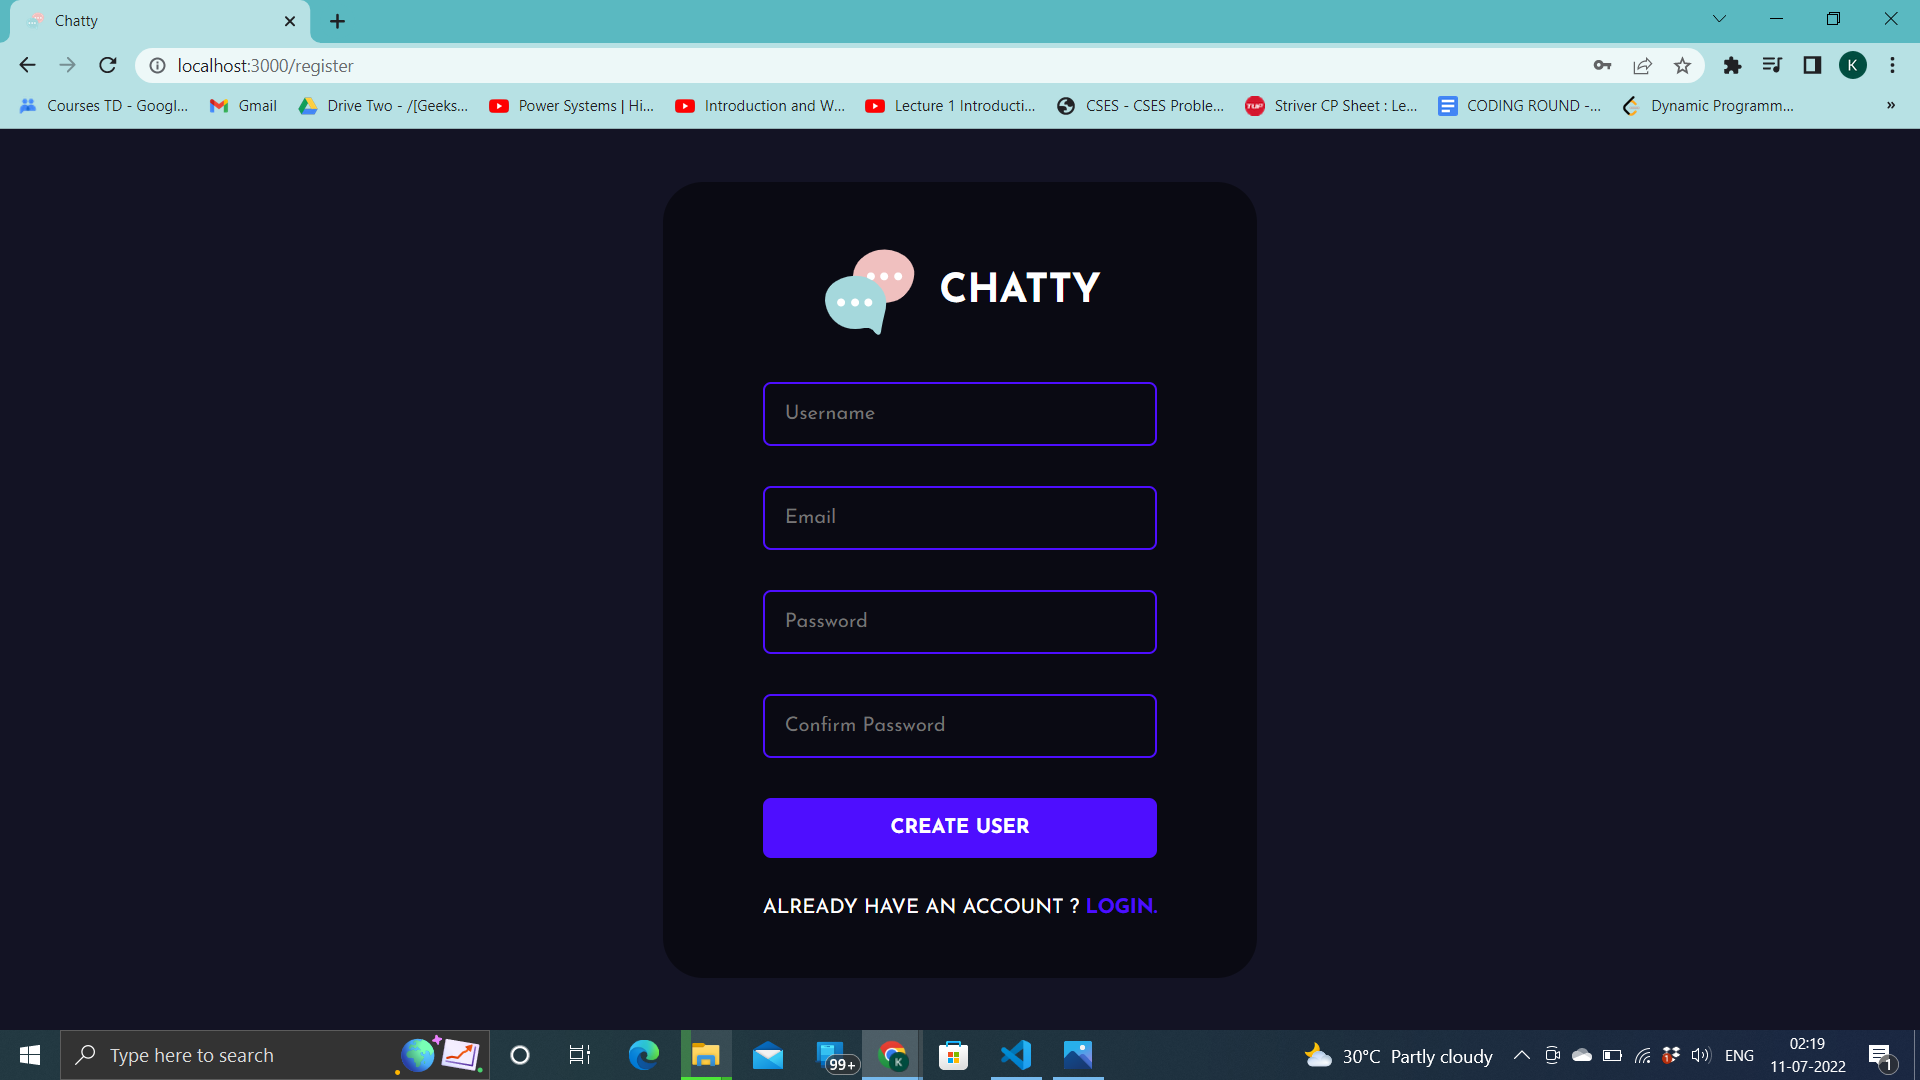 Chatty
localhost:3000/register
K
Courses TD - Googl...
Gmail
Drive Two - /[Geeks...
Power Systems | Hi...
Introduction and W...
Lecture 1 Introducti...
CSES - CSES Proble...
TUF
Striver CP Sheet : Le...
CODING ROUND -...
Dynamic Programm...
»
CHATTY
Username
Email
Password
Confirm Password
CREATE USER
ALREADY HAVE AN ACCOUNT ? LOGIN.
Type here to search
99+
K
30°C Partly cloudy
1
ENG
02:19
11-07-2022
1